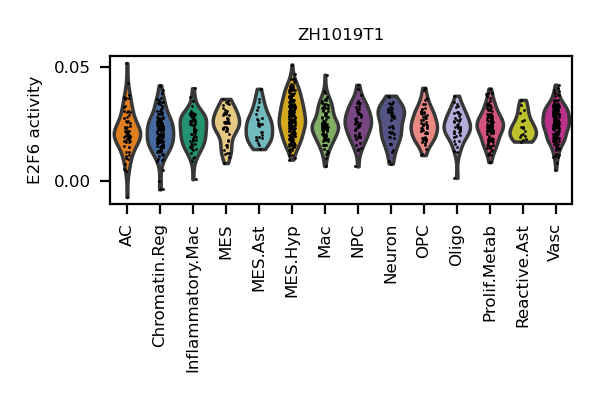 ZH1019T1
E2F6 activity
0.05
0.00
AC
Chromatin.Reg
Inflammatory.Mac
MES
MES.Ast
MES.Hyp
Mac
NPC
Neuron
OPC
Oligo
Prolif.Metab
Reactive.Ast
Vasc